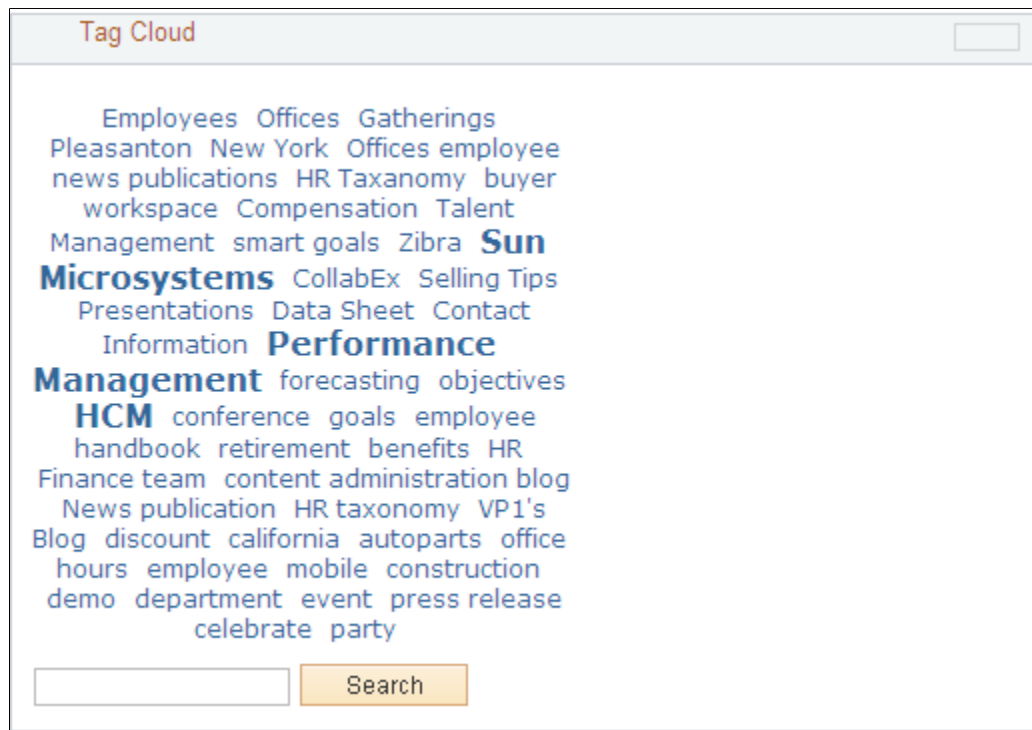 Tag Cloud
Employees Offices Gatherings
Pleasanton New York Offices employee
news publications HR Taxanomy buyer
workspace Compensation Talent
Management smart goals Zibra Sun
Microsystems CollabEx Selling Tips
Presentations Data Sheet Contact
Information Performance
Management forecasting objectives
HCM conference goals employee
handbook retirement benefits HR
Finance team content administration blog
News publication HR taxonomy VP1's
Blog discount california autoparts office
hours employee mobile construction
demo department event press release
celebrate party
Search